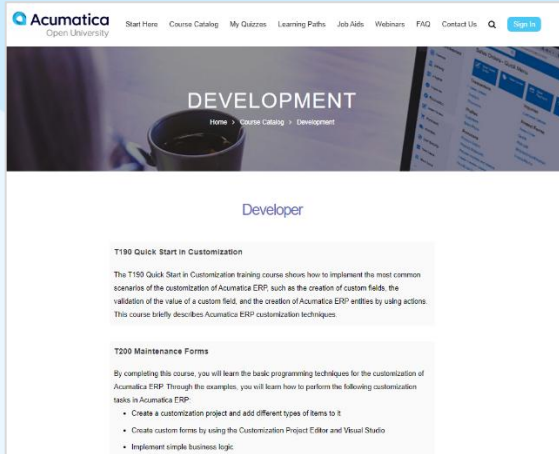 Acumatica
Open University
Start Here Course Catalog My Quizzes Learning Paths Job Aids Webinars FAQ Contact Us Sign In
DEVELOPMENT
Home > Course Catalog > Development
Developer
T190 Quick Start in Customization
The T190 Quick Start in Customization training course shows how to implement the most common
scenarios of the customization of Acumatica ERP, such as the creation of custom fields, the
validation of the value of a custom field, and the creation of Acumatica ERP entities by using actions.
This course briefly describes Acumatica ERP customization techniques.
T200 Maintenance Forms
By completing this course, you will learn the basic programming techniques for the customization of
Acumatica ERP. Through the examples, you will learn how to perform the following customization
tasks in Acumatica ERP:
• Create a customization project and add different types of items to it
• Create custom forms by using the Customization Project Editor and Visual Studio
• Implement simple business logic